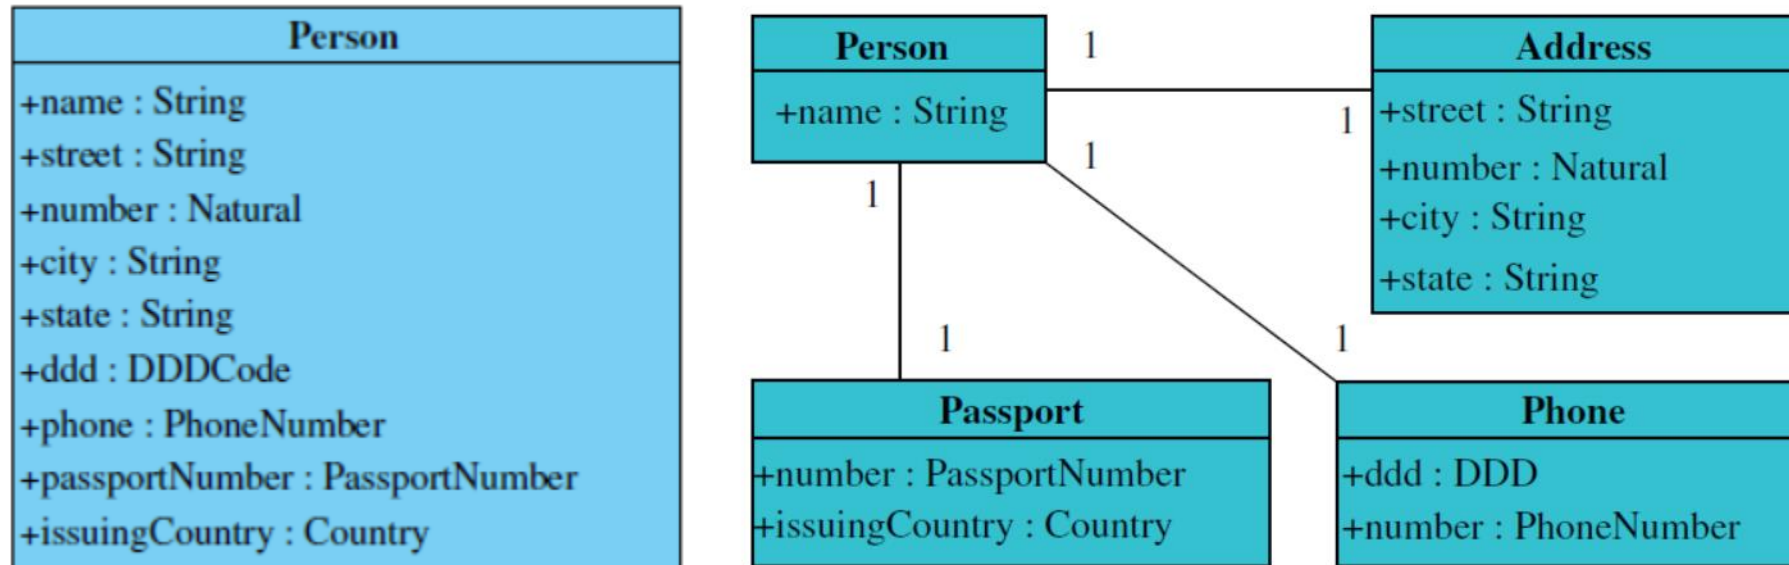 Person
+name : String
+street : String
+number : Natural
+city : String
+state : String
+ddd : DDDCode
+phone : PhoneNumber
+passportNumber : PassportNumber
+issuingCountry : Country
Person
+name : String
1
1
1
1
1
1
Address
+street : String
+number : Natural
+city : String
+state : String
Passport
+number : PassportNumber
+issuingCountry : Country
Phone
+ddd : DDD
+number : PhoneNumber